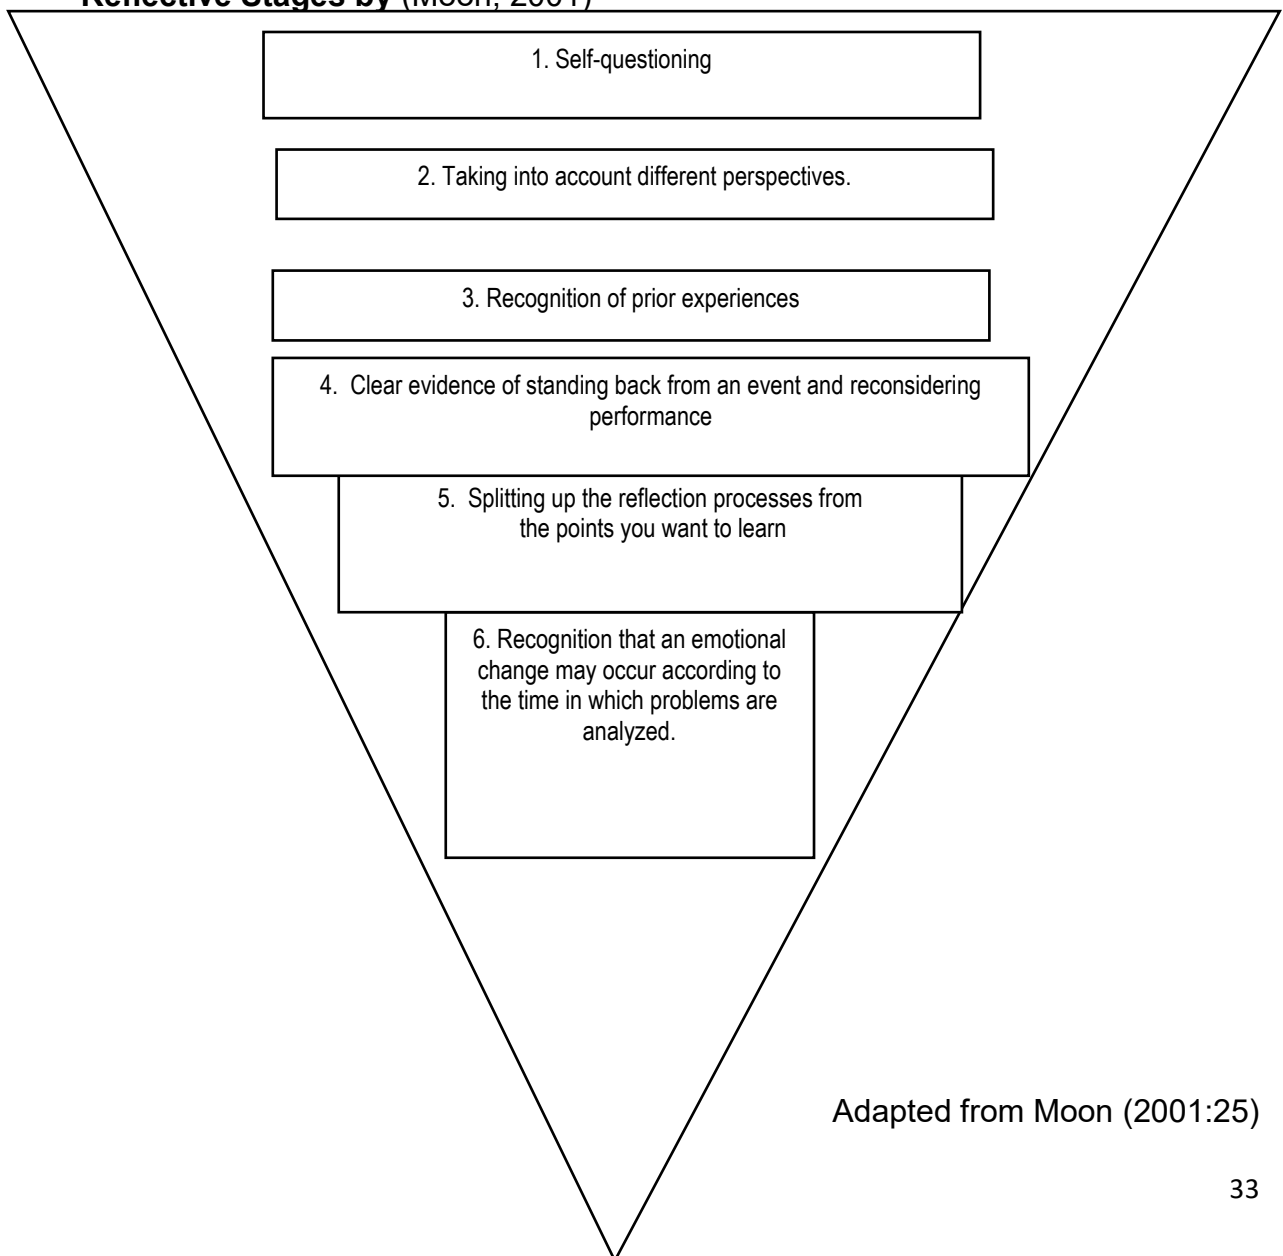 Reflective Stages by (Moon, 2001)
1. Self-questioning
2. Taking into account different perspectives.
3. Recognition of prior experiences
4. Clear evidence of standing back from an event and reconsidering
performance
5. Splitting up the reflection processes from
the points you want to learn
6. Recognition that an emotional
change may occur according to
the time in which problems are
analyzed.
Adapted from Moon (2001:25)
33